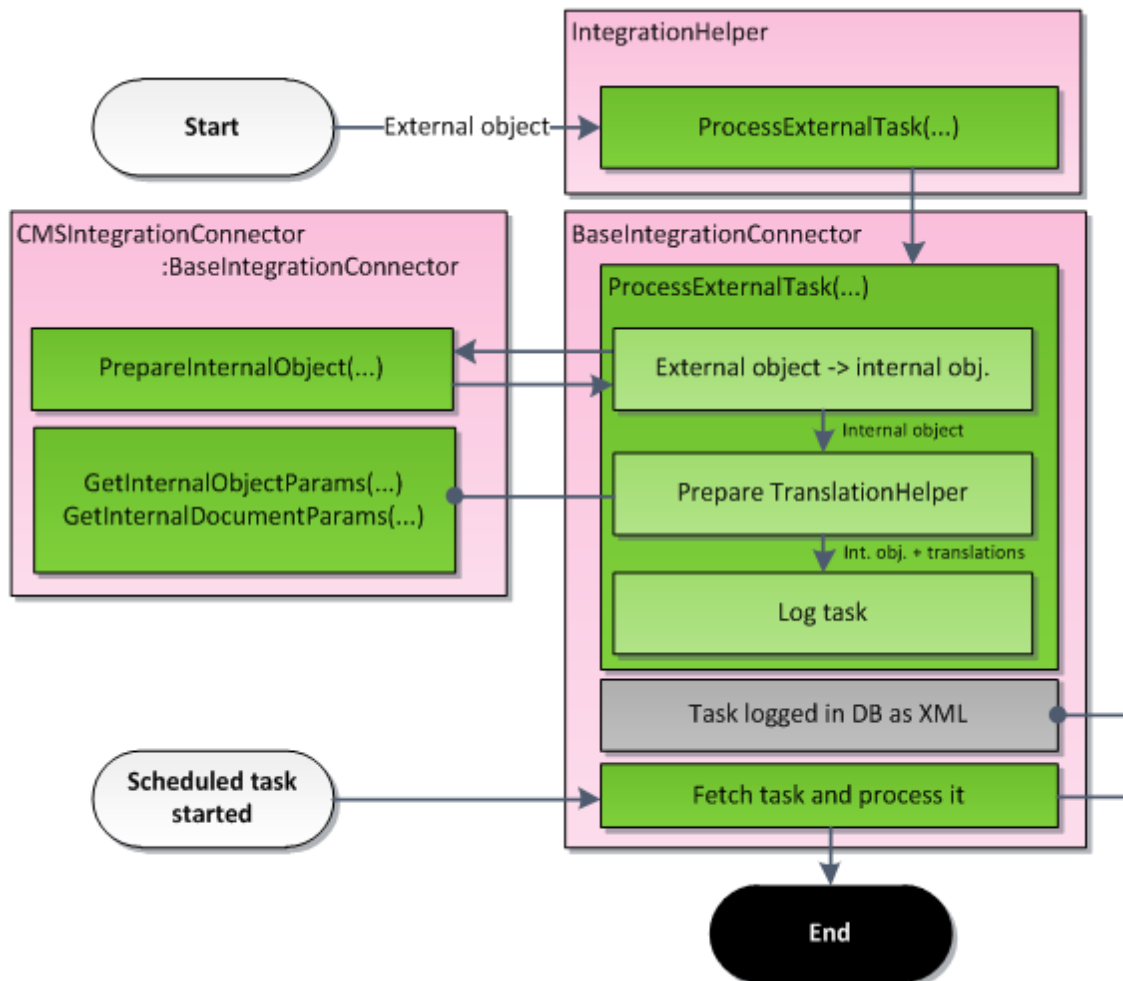 IntegrationHelper
Start
External object
ProcessExternalTask(...)
CMSIntegrationConnector
:BaseIntegrationConnector
BaseIntegrationConnector
ProcessExternalTask(...)
PrepareInternalObject(...)
External object -> internal obj.
Internal object
GetInternalObjectParams(...)
GetInternalDocumentParams(...)
Prepare TranslationHelper
Int. obj. + translations
Log task
Task logged in DB as XML
Scheduled task
started
Fetch task and process it
End